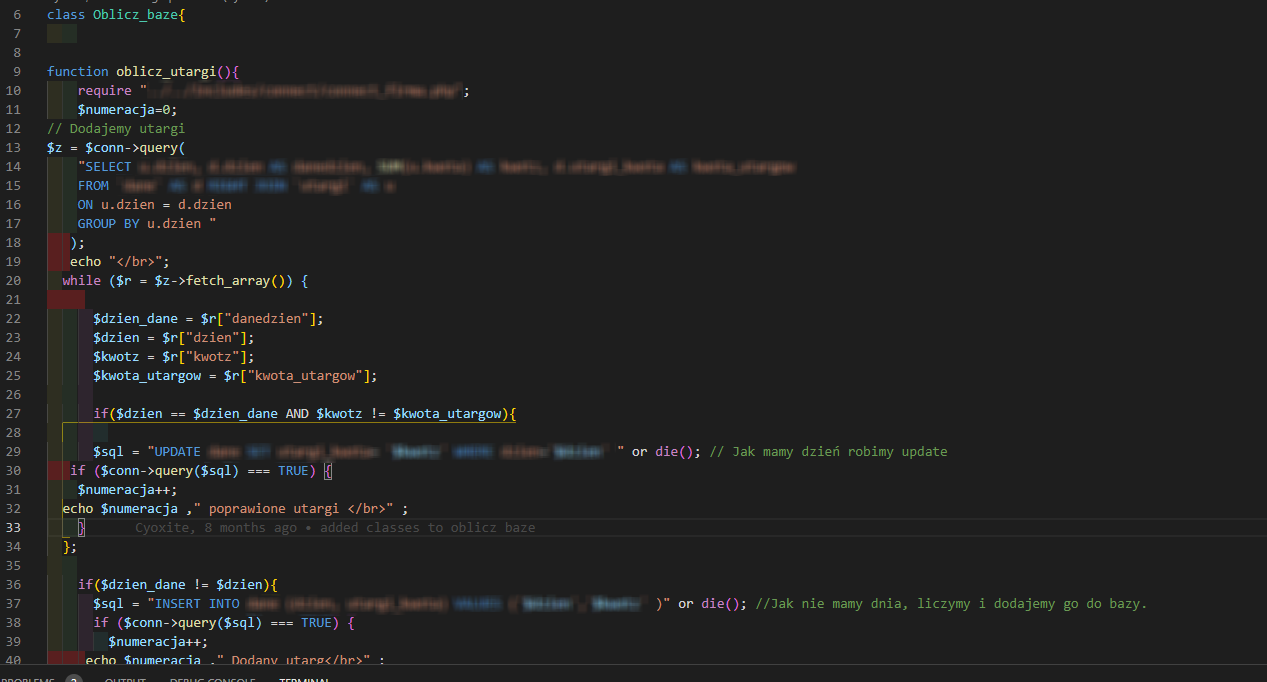 6 class Oblicz_baze{
7
8
9 function oblicz_utargi(){
10 require " ";
11 $numeracja=0;
12 // Dodajemy utargi
13 $z = $conn->query(
14 "SELECT
15 FROM
16 ON u.dzien = d.dzien
17 GROUP BY u.dzien "
18 );
19 echo "</br>";
20 while ($r = $z->fetch_array()) {
21
22 $dzien_dane = $r["danedzien"];
23 $dzien = $r["dzien"];
24 $kwotz = $r["kwotz"];
25 $kwota_utargow = $r["kwota_utargow"];
26
27 if($dzien == $dzien_dane AND $kwotz != $kwota_utargow){
28
29 $sql = "UPDATE " or die(); // Jak mamy dzień robimy update
30 if ($conn->query($sql) === TRUE) {
31 $numeracja++;
32 echo $numeracja ," poprawione utargi </br>" ;
33 } Cyoxite, 8 months ago • added classes to oblicz baze
34 };
35
36 if($dzien_dane != $dzien){
37 $sql = "INSERT INTO )" or die(); //Jak nie mamy dnia, liczymy i dodajemy go do bazy.
38 if ($conn->query($sql) === TRUE) {
39 $numeracja++;
40 echo $numeracja ," Dodany utarg</br>" ;
PROBLEMS 2 OUTPUT DEBUG CONSOLE TERMINAL